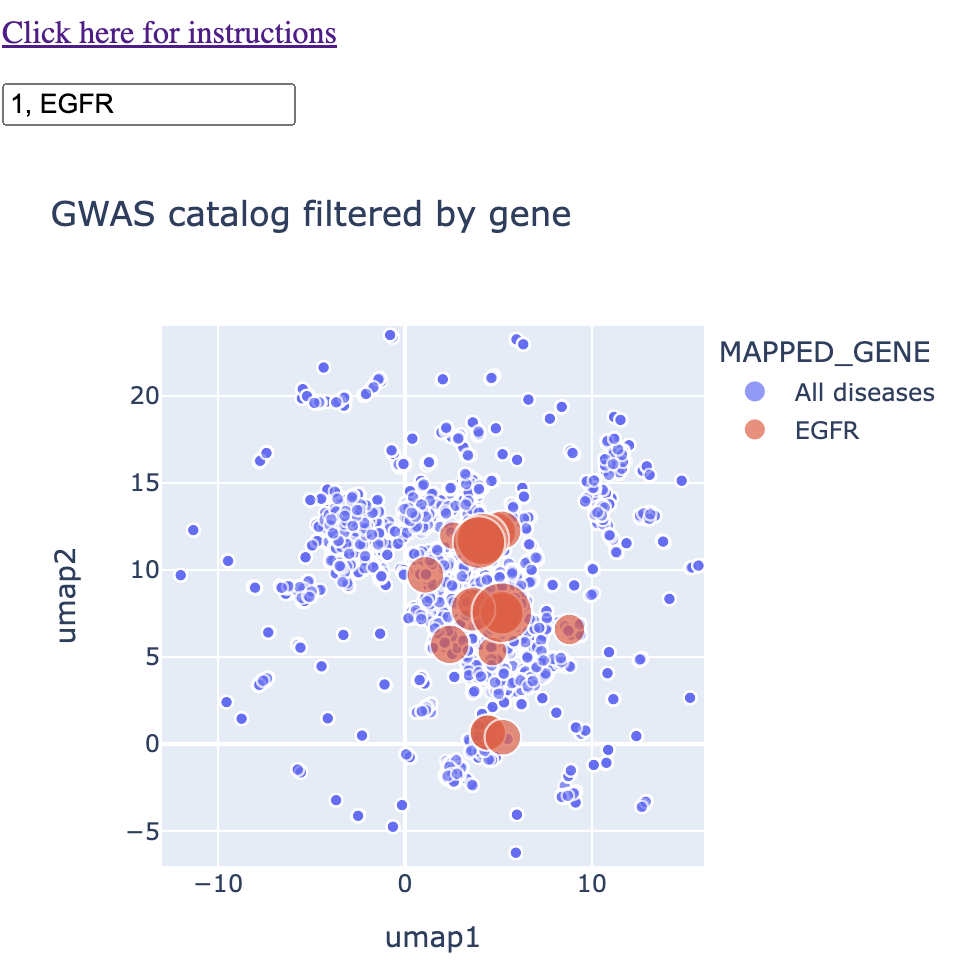 Click here for instructions
1, EGFR
GWAS catalog filtered by gene
MAPPED_GENE
All diseases
EGFR
20
15
10
5
0
−5
umap2
−10 0 10
umap1